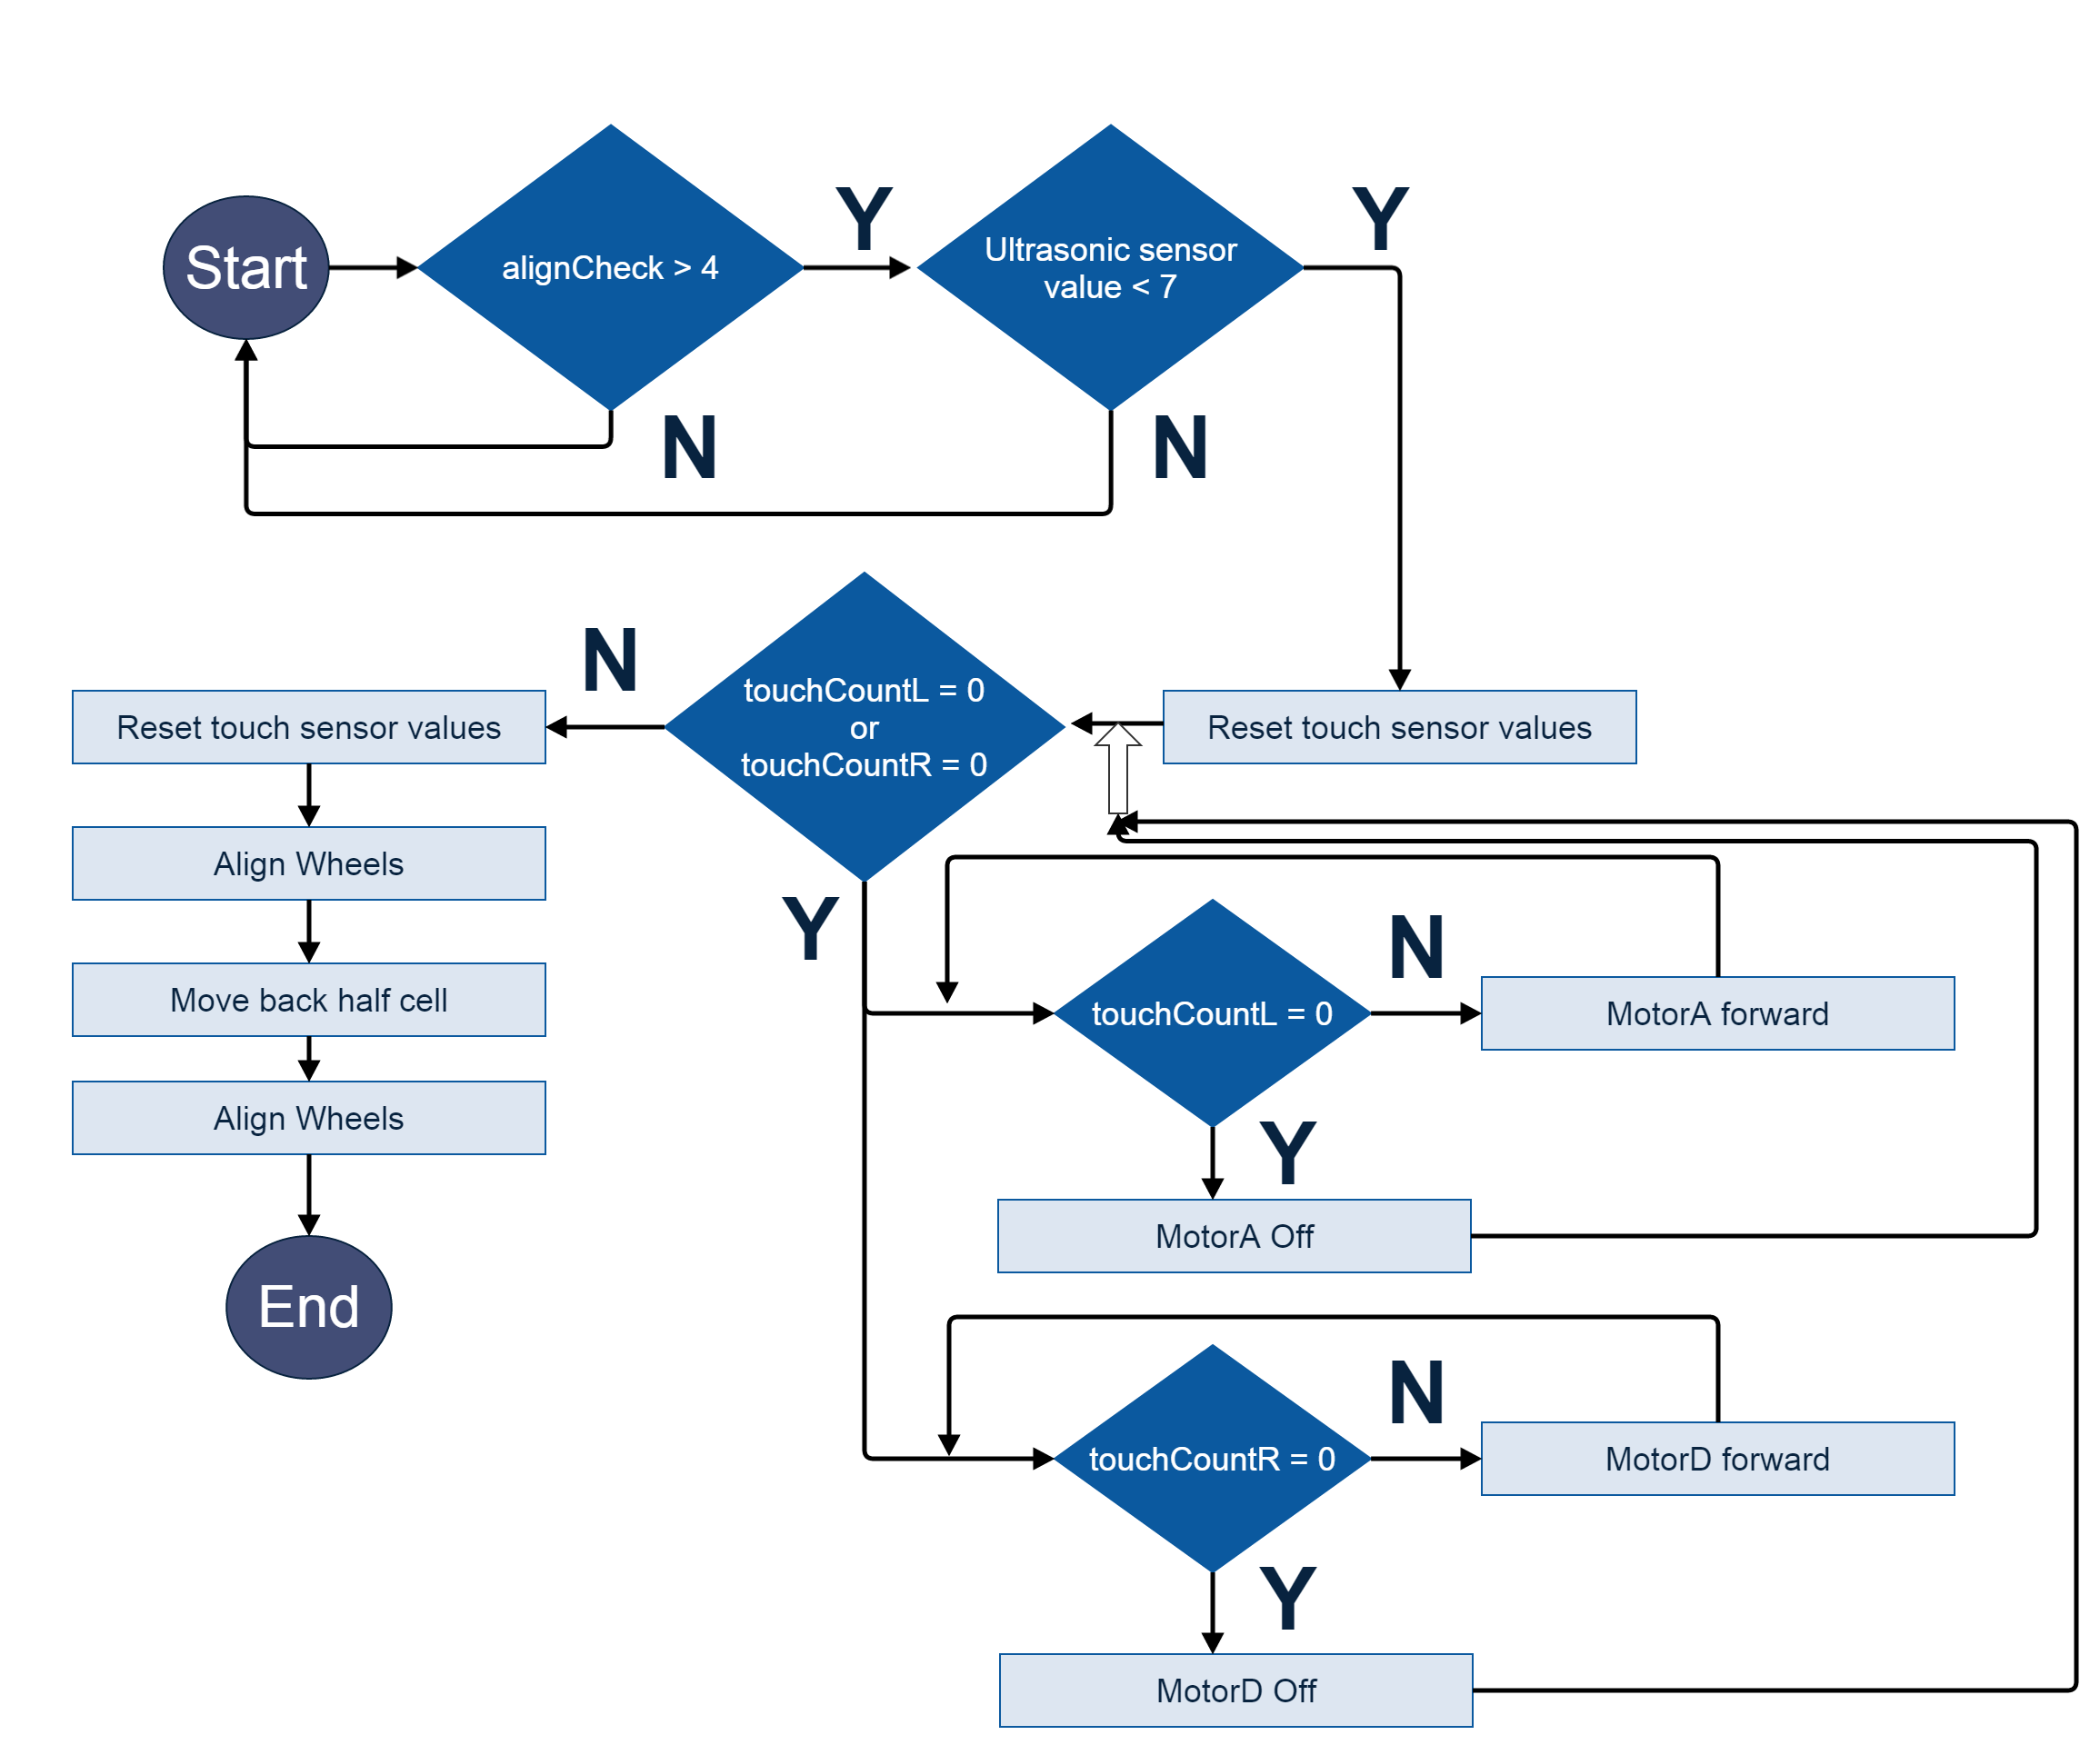 Start
alignCheck > 4
Y
Ultrasonic sensor
value < 7
Y
N
N
touchCountL = 0
or
touchCountR = 0
N
Reset touch sensor values
Reset touch sensor values
Align Wheels
Move back half cell
Align Wheels
End
Y
touchCountL = 0
N
MotorA forward
Y
MotorA Off
touchCountR = 0
N
MotorD forward
Y
MotorD Off